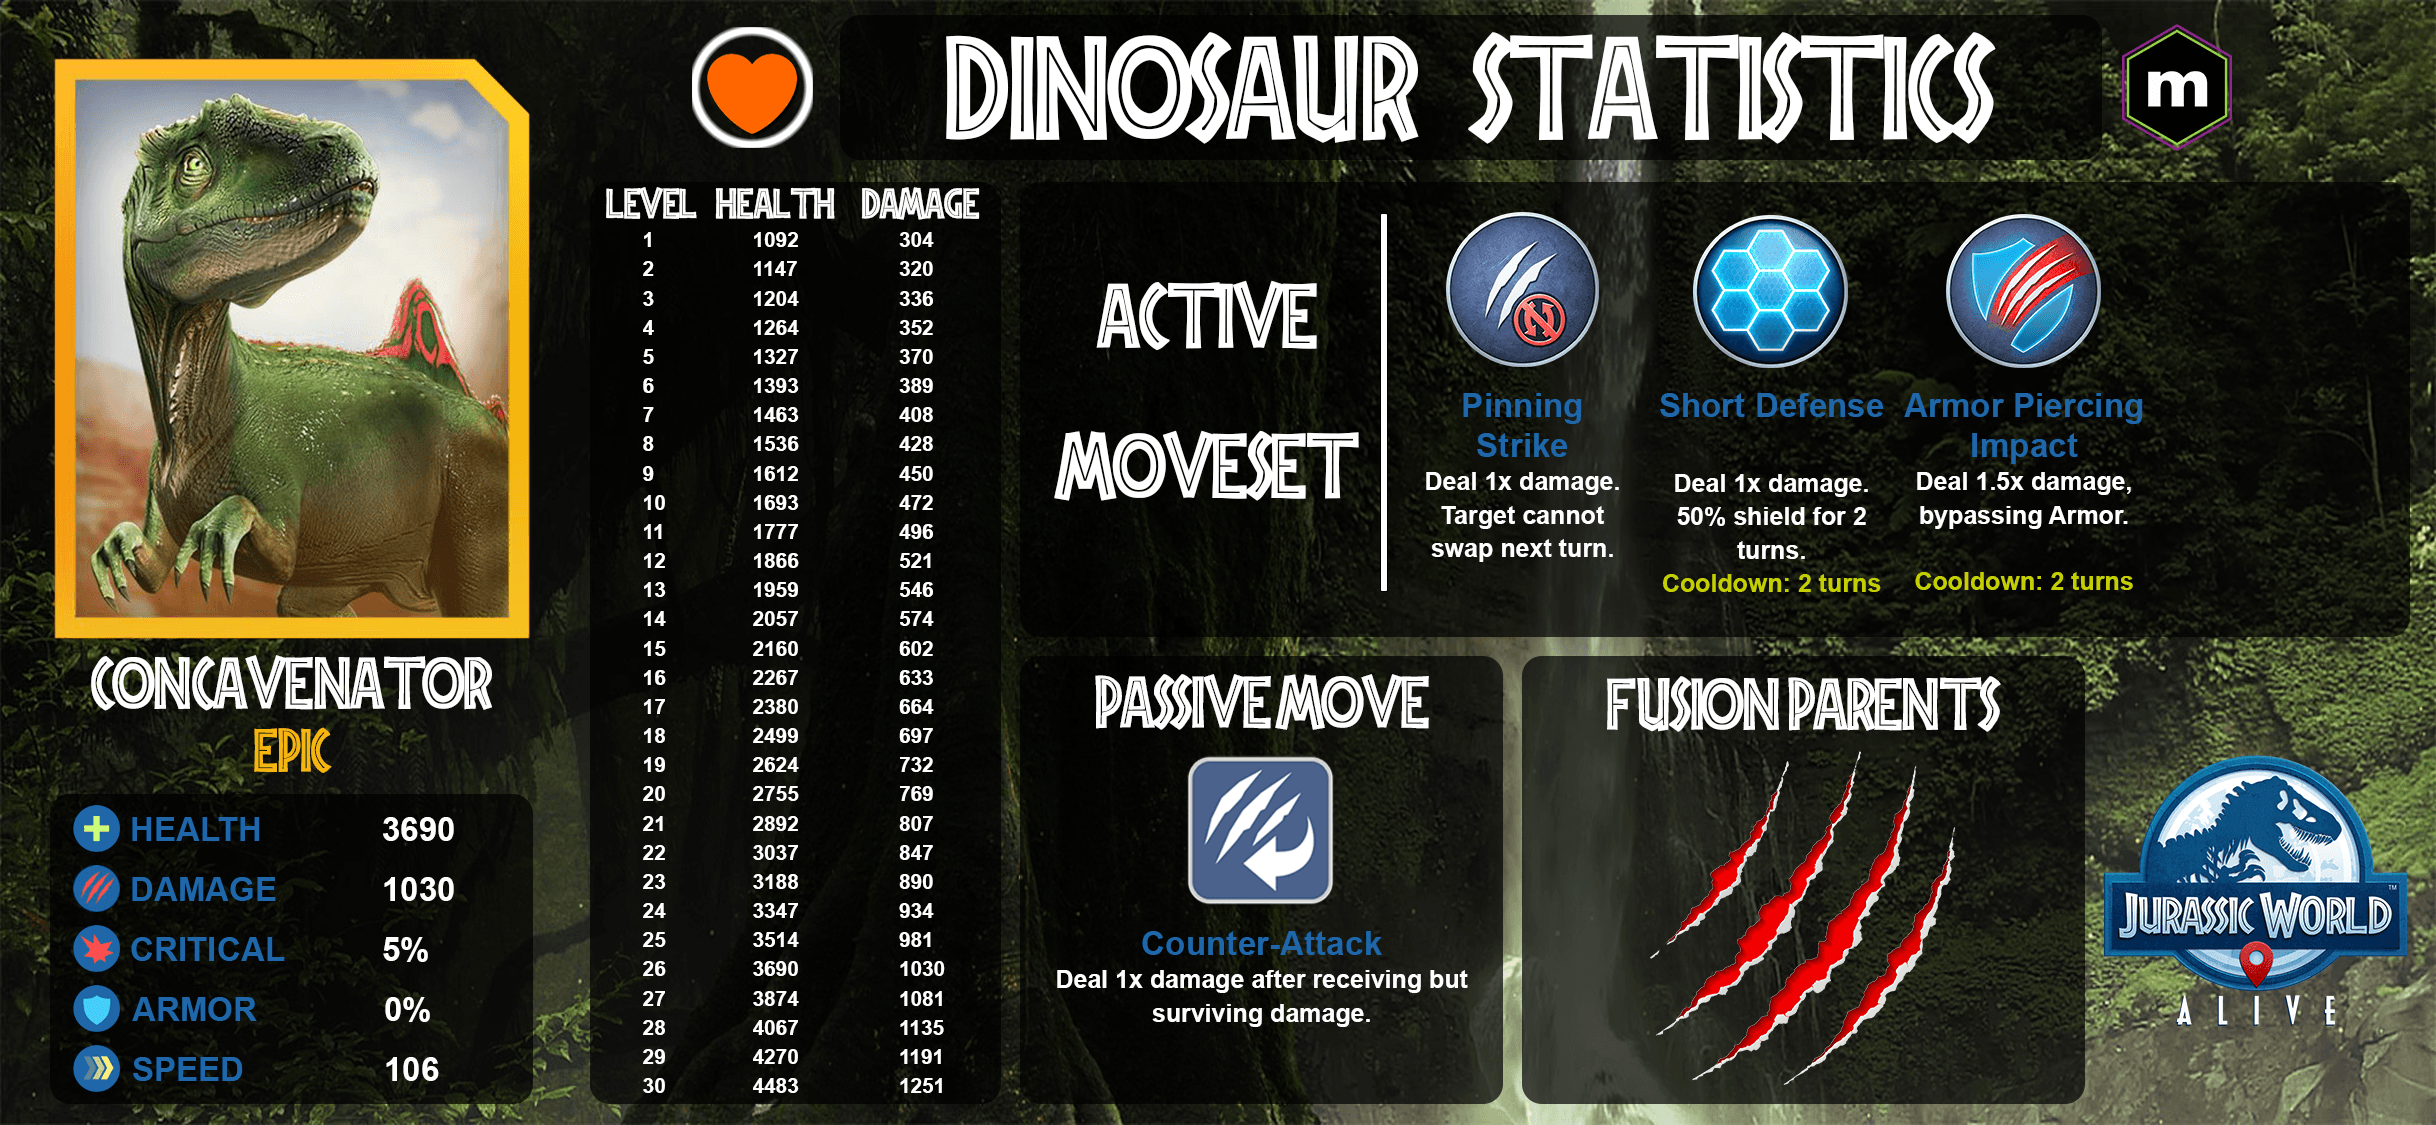 DINOSAUR STATISTICS
m
CONCAVENATOR
EPIC
HEALTH 3690
DAMAGE 1030
CRITICAL 5%
ARMOR 0%
SPEED 106
LEVEL HEALTH DAMAGE
1 1092 304
2 1147 320
3 1204 336
4 1264 352
5 1327 370
6 1393 389
7 1463 408
8 1536 428
9 1612 450
10 1693 472
11 1777 496
12 1866 521
13 1959 546
14 2057 574
15 2160 602
16 2267 633
17 2380 664
18 2499 697
19 2624 732
20 2755 769
21 2892 807
22 3037 847
23 3188 890
24 3347 934
25 3514 981
26 3690 1030
27 3874 1081
28 4067 1135
29 4270 1191
30 4483 1251
ACTIVE
MOVESET
Pinning
Strike
Deal 1x damage.
Target cannot
swap next turn.
Short Defense
Deal 1x damage.
50% shield for 2
turns.
Cooldown: 2 turns
Armor Piercing
Impact
Deal 1.5x damage,
bypassing Armor.
Cooldown: 2 turns
PASSIVE MOVE
Counter-Attack
Deal 1x damage after receiving but
surviving damage.
FUSION PARENTS
JURASSIC WORLD™
ALIVE